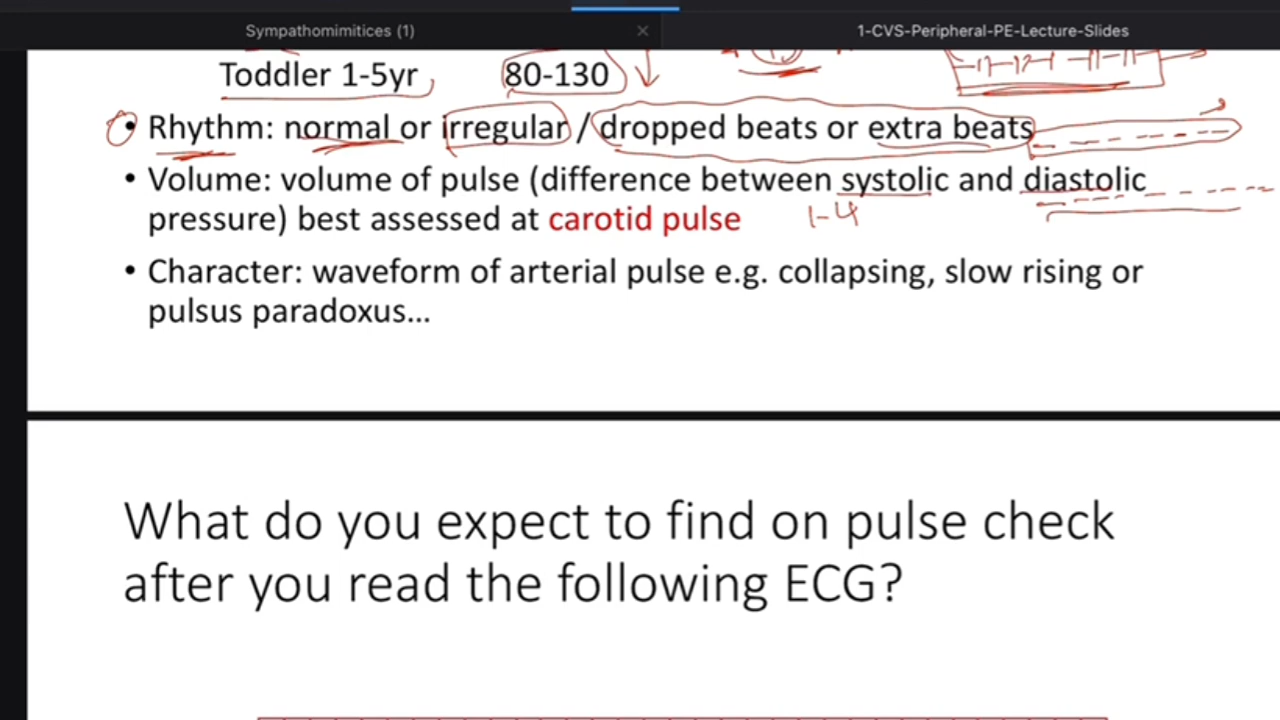 Sympathomimitices (1)
1-CVS-Peripheral-PE-Lecture-Slides
Toddler 1-5yr 80-130
• Rhythm: normal or irregular / dropped beats or extra beats
• Volume: volume of pulse (difference between systolic and diastolic
pressure) best assessed at carotid pulse
1-4
• Character: waveform of arterial pulse e.g. collapsing, slow rising or
pulsus paradoxus...
What do you expect to find on pulse check
after you read the following ECG?